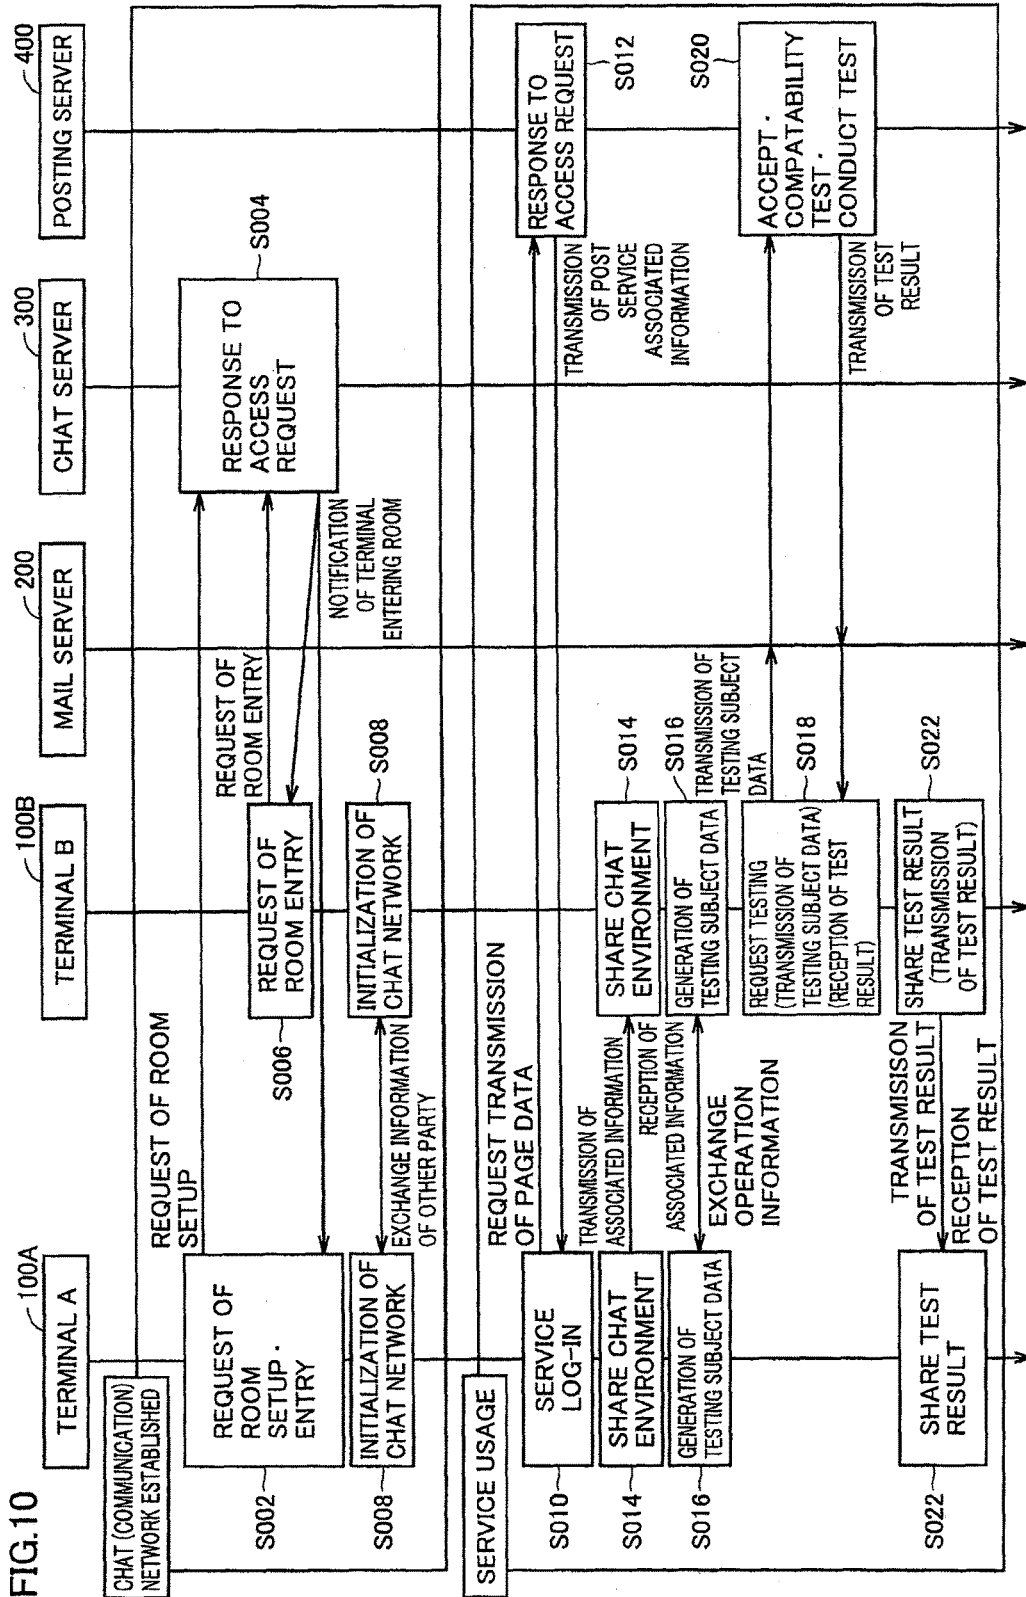 FIG.10
100A
TERMINAL A
100B
TERMINAL B
200
MAIL SERVER
300
CHAT SERVER
400
POSTING SERVER
CHAT (COMMUNICATION)
NETWORK ESTABLISHED
REQUEST OF ROOM
SETUP
REQUEST OF
ROOM
SETUP·
ENTRY
S002
RESPONSE TO
ACCESS
REQUEST
S004
REQUEST OF
ROOM ENTRY
REQUEST OF
ROOM ENTRY
S006
NOTIFICATION
OF TERMINAL
ENTERING ROOM
INITIALIZATION OF
CHAT NETWORK
S008
EXCHANGE INFORMATION
OF OTHER PARTY
INITIALIZATION OF
CHAT NETWORK
S008
SERVICE USAGE
REQUEST TRANSMISSION
OF PAGE DATA
SERVICE
LOG-IN
S010
RESPONSE TO
ACCESS REQUEST
S012
TRANSMISSION
OF POST
SERVICE
ASSOCIATED
INFORMATION
TRANSMISSION OF
ASSOCIATED INFORMATION
SHARE CHAT
ENVIRONMENT
S014
SHARE CHAT
ENVIRONMENT
S014
RECEPTION OF
ASSOCIATED INFORMATION
GENERATION OF
TESTING SUBJECT DATA
S016
GENERATION OF
TESTING SUBJECT DATA
S016
EXCHANGE
OPERATION
INFORMATION
TRANSMISSION OF
TESTING SUBJECT
DATA
REQUEST TESTING
(TRANSMISSION OF
TESTING SUBJECT DATA)
(RECEPTION OF TEST
RESULT)
S018
ACCEPT·
COMPATABILITY
TEST·
CONDUCT TEST
S020
TRANSMISISON
OF TEST
RESULT
SHARE TEST RESULT
(TRANSMISSION
OF TEST RESULT)
S022
TRANSMISISON
OF TEST RESULT
RECEPTION
OF TEST RESULT
SHARE TEST
RESULT
S022